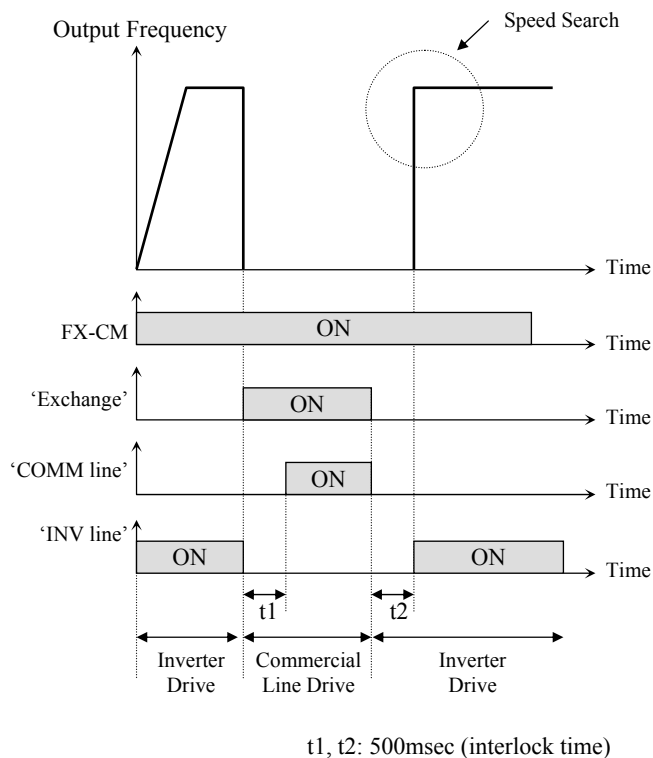 Speed Search
Output Frequency
Time
FX-CM
ON
Time
‘Exchange’
ON
Time
‘COMM line’
ON
Time
‘INV line’
ON
ON
Time
t1
t2
Inverter
Drive
Commercial
Line Drive
Inverter
Drive
t1, t2: 500msec (interlock time)